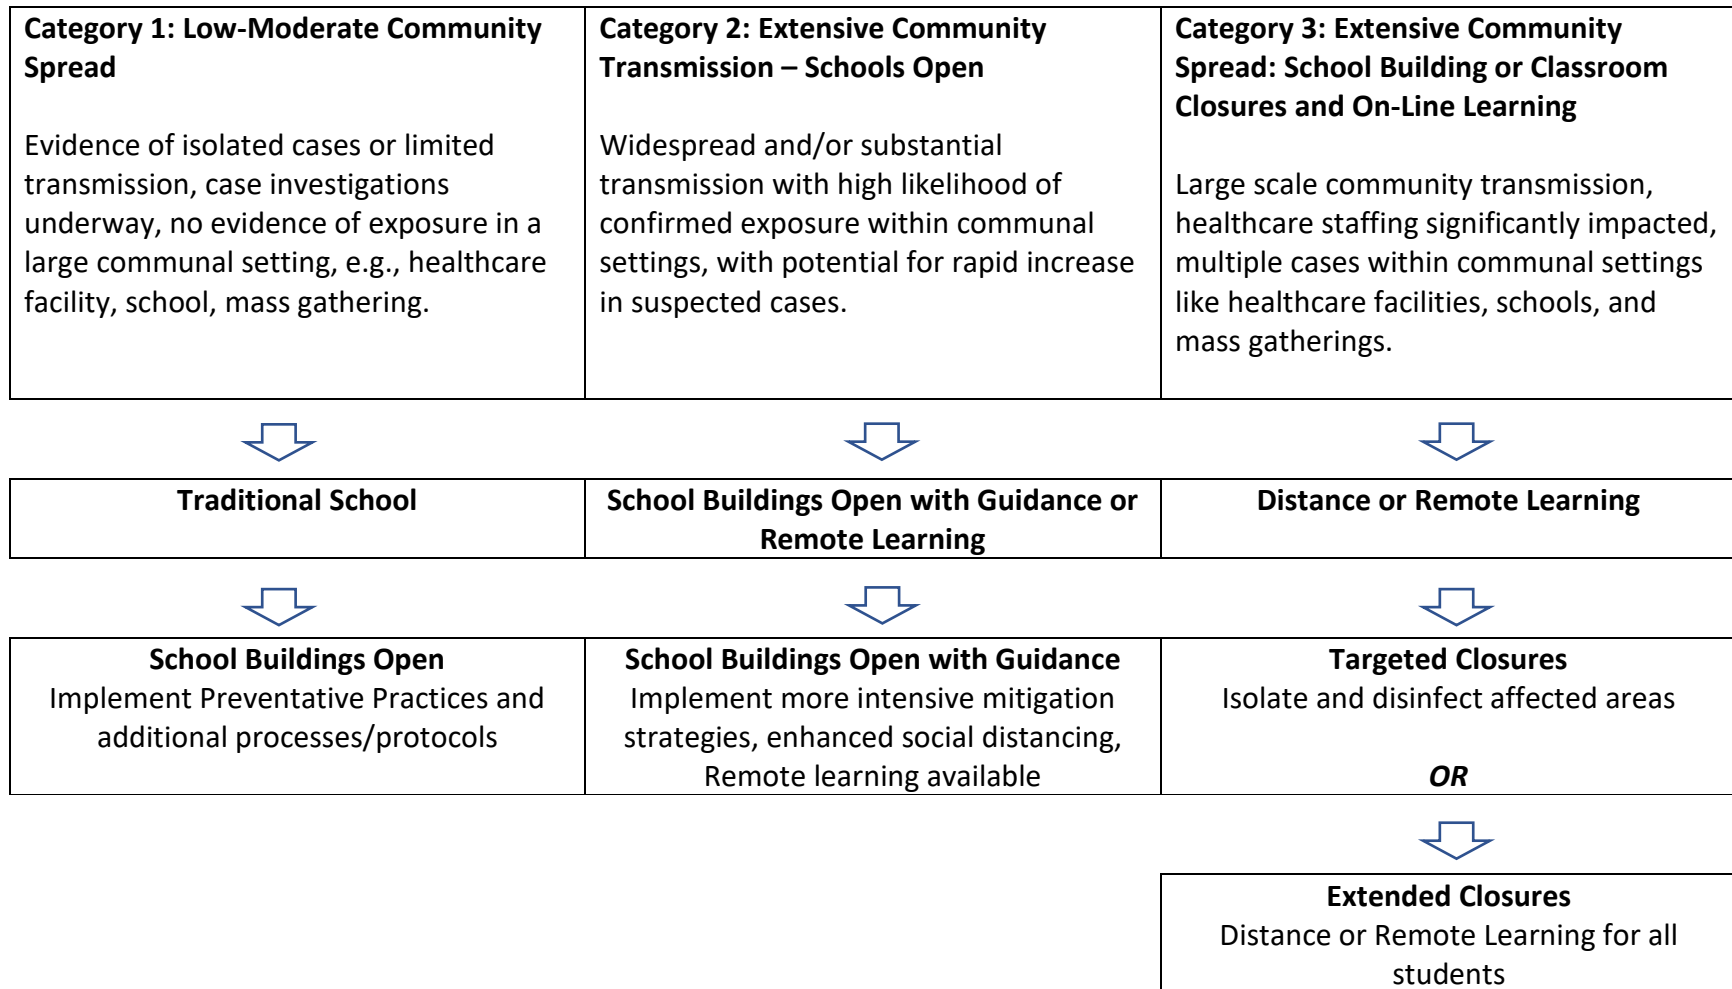 Category 1: Low-Moderate Community
Spread
Evidence of isolated cases or limited
transmission, case investigations
underway, no evidence of exposure in a
large communal setting, e.g., healthcare
facility, school, mass gathering.
Category 2: Extensive Community
Transmission – Schools Open
Widespread and/or substantial
transmission with high likelihood of
confirmed exposure within communal
settings, with potential for rapid increase
in suspected cases.
Category 3: Extensive Community
Spread: School Building or Classroom
Closures and On-Line Learning
Large scale community transmission,
healthcare staffing significantly impacted,
multiple cases within communal settings
like healthcare facilities, schools, and
mass gatherings.
Traditional School
School Buildings Open with Guidance or
Remote Learning
Distance or Remote Learning
School Buildings Open
Implement Preventative Practices and
additional processes/protocols
School Buildings Open with Guidance
Implement more intensive mitigation
strategies, enhanced social distancing,
Remote learning available
Targeted Closures
Isolate and disinfect affected areas
OR
Extended Closures
Distance or Remote Learning for all
students